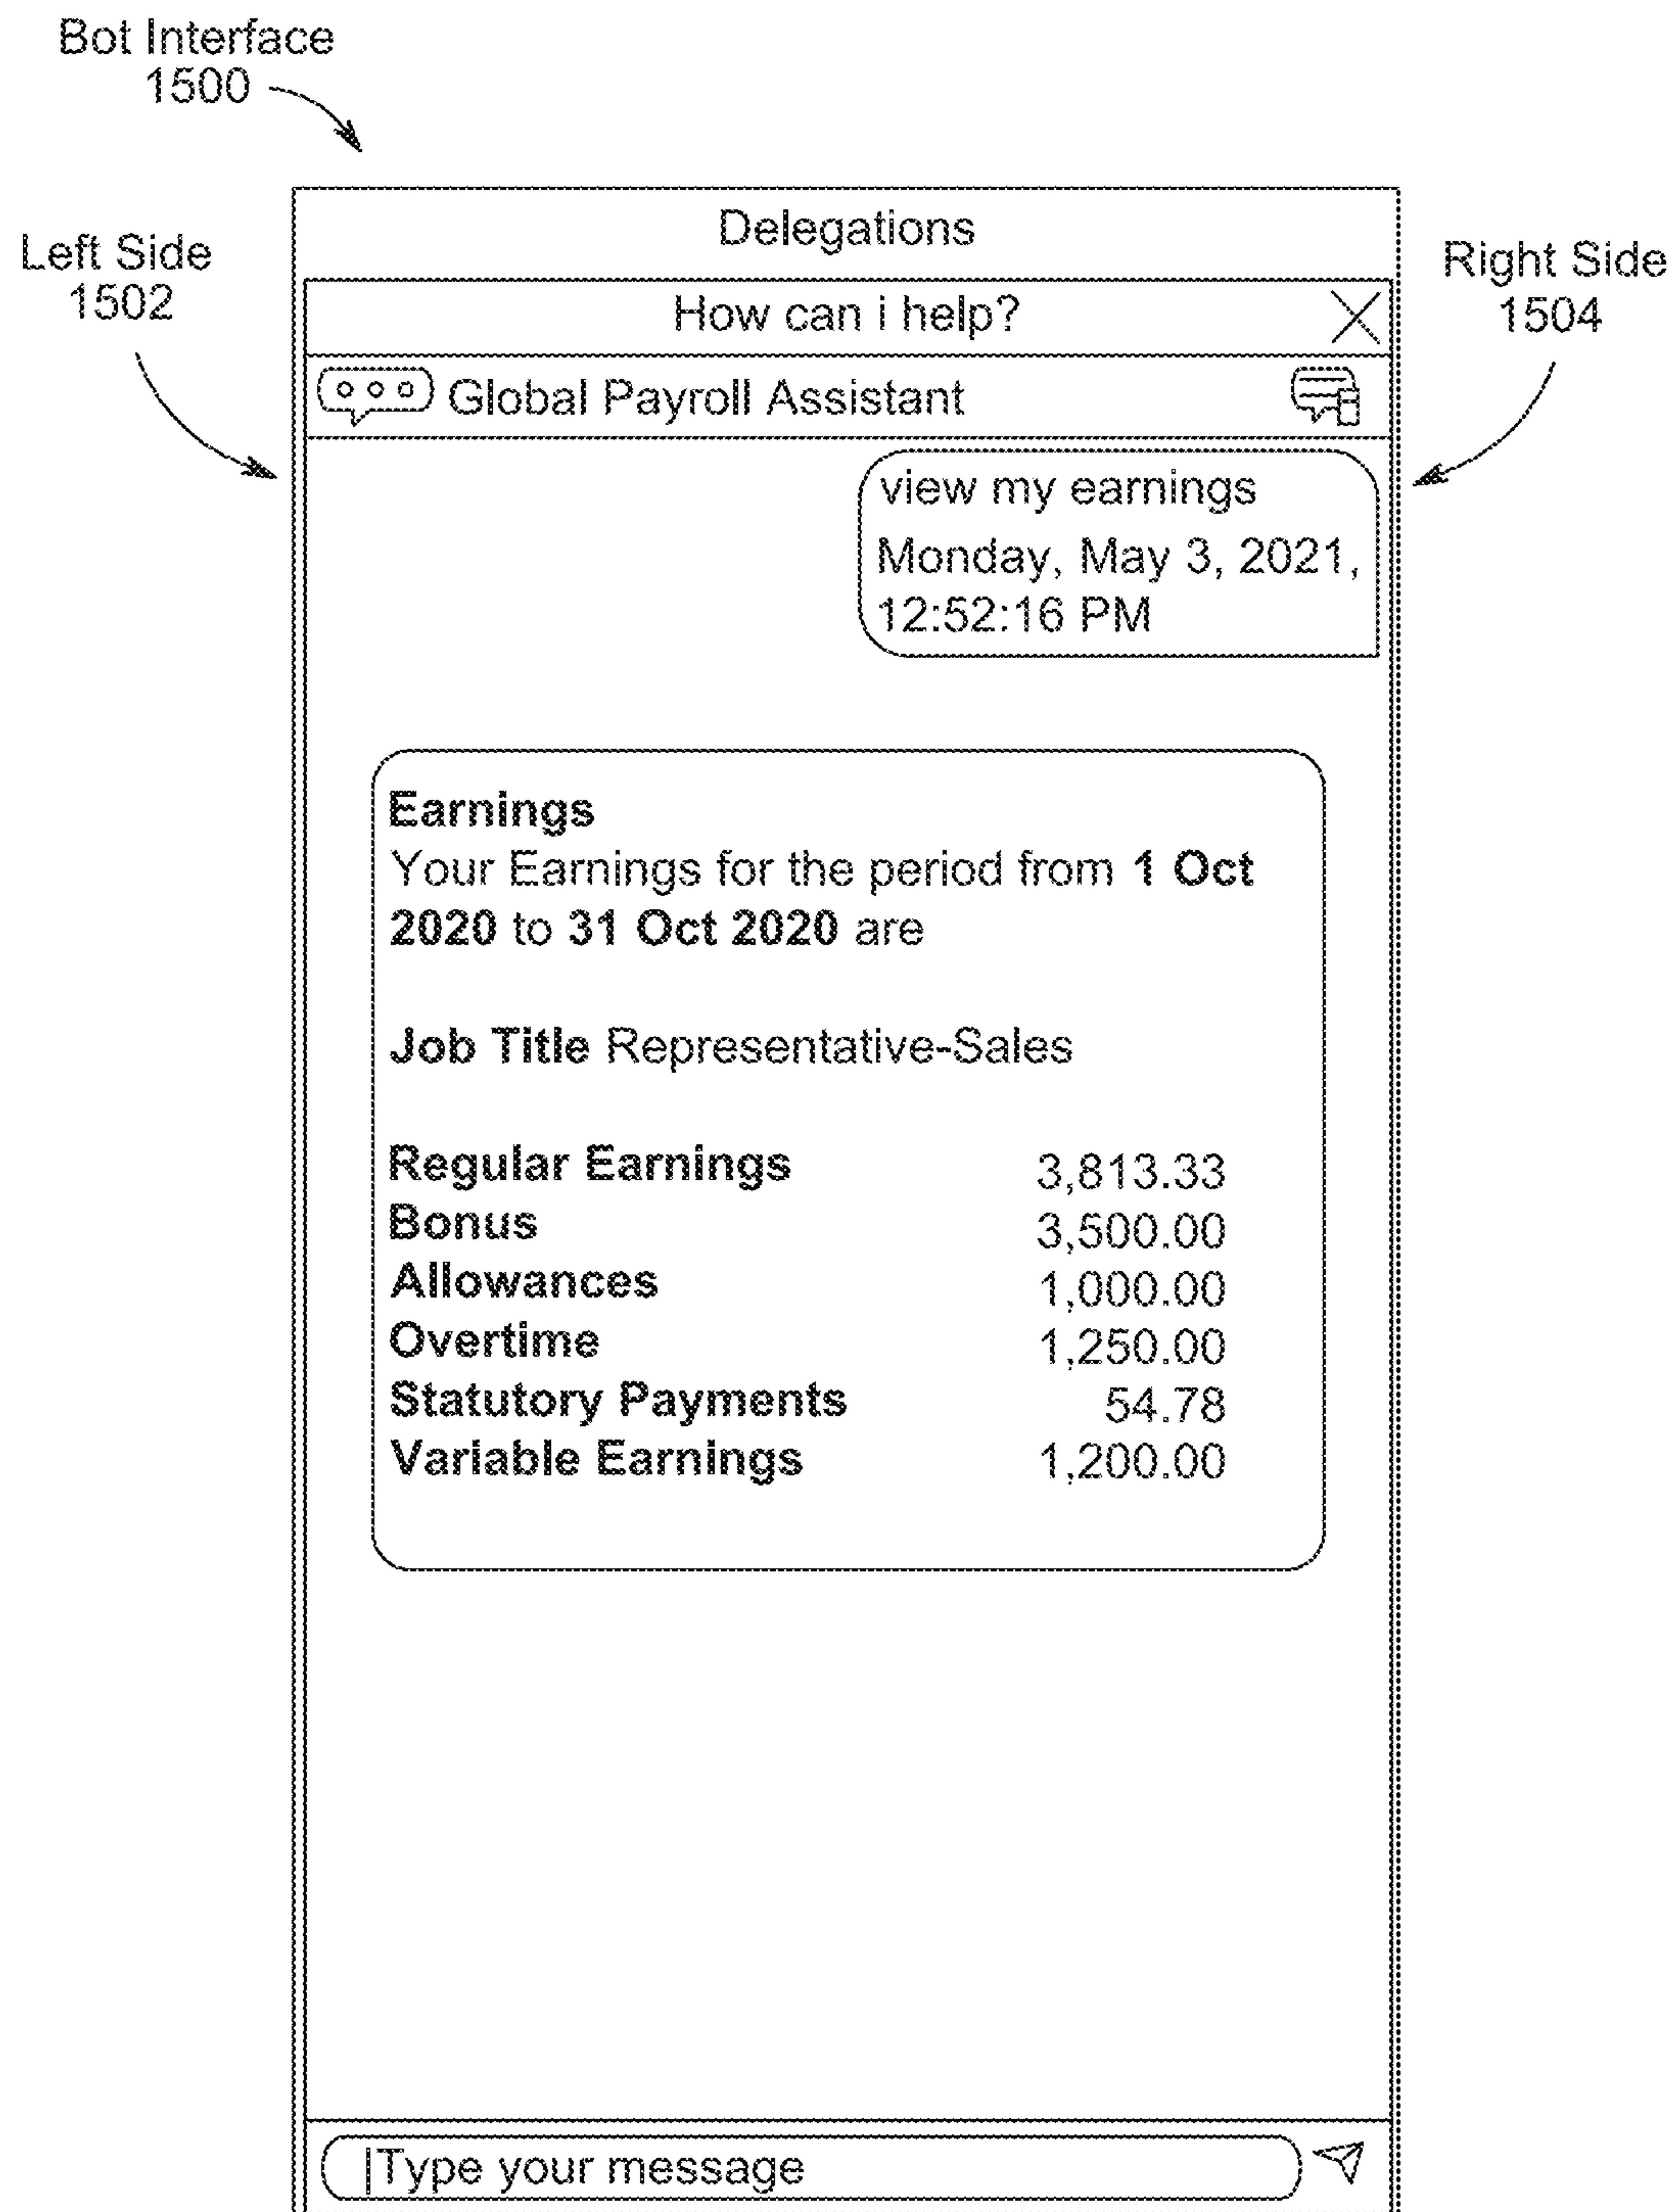 Bot Interface
1500
Delegations
Left Side
1502
Right Side
1504
How can i help?
Global Payroll Assistant
view my earnings
Monday, May 3, 2021,
12:52:16 PM
Earnings
Your Earnings for the period from 1 Oct
2020 to 31 Oct 2020 are
Job Title Representative-Sales
Regular Earnings 3,813.33
Bonus 3,500.00
Allowances 1,000.00
Overtime 1,250.00
Statutory Payments 54.78
Variable Earnings 1,200.00
Type your message